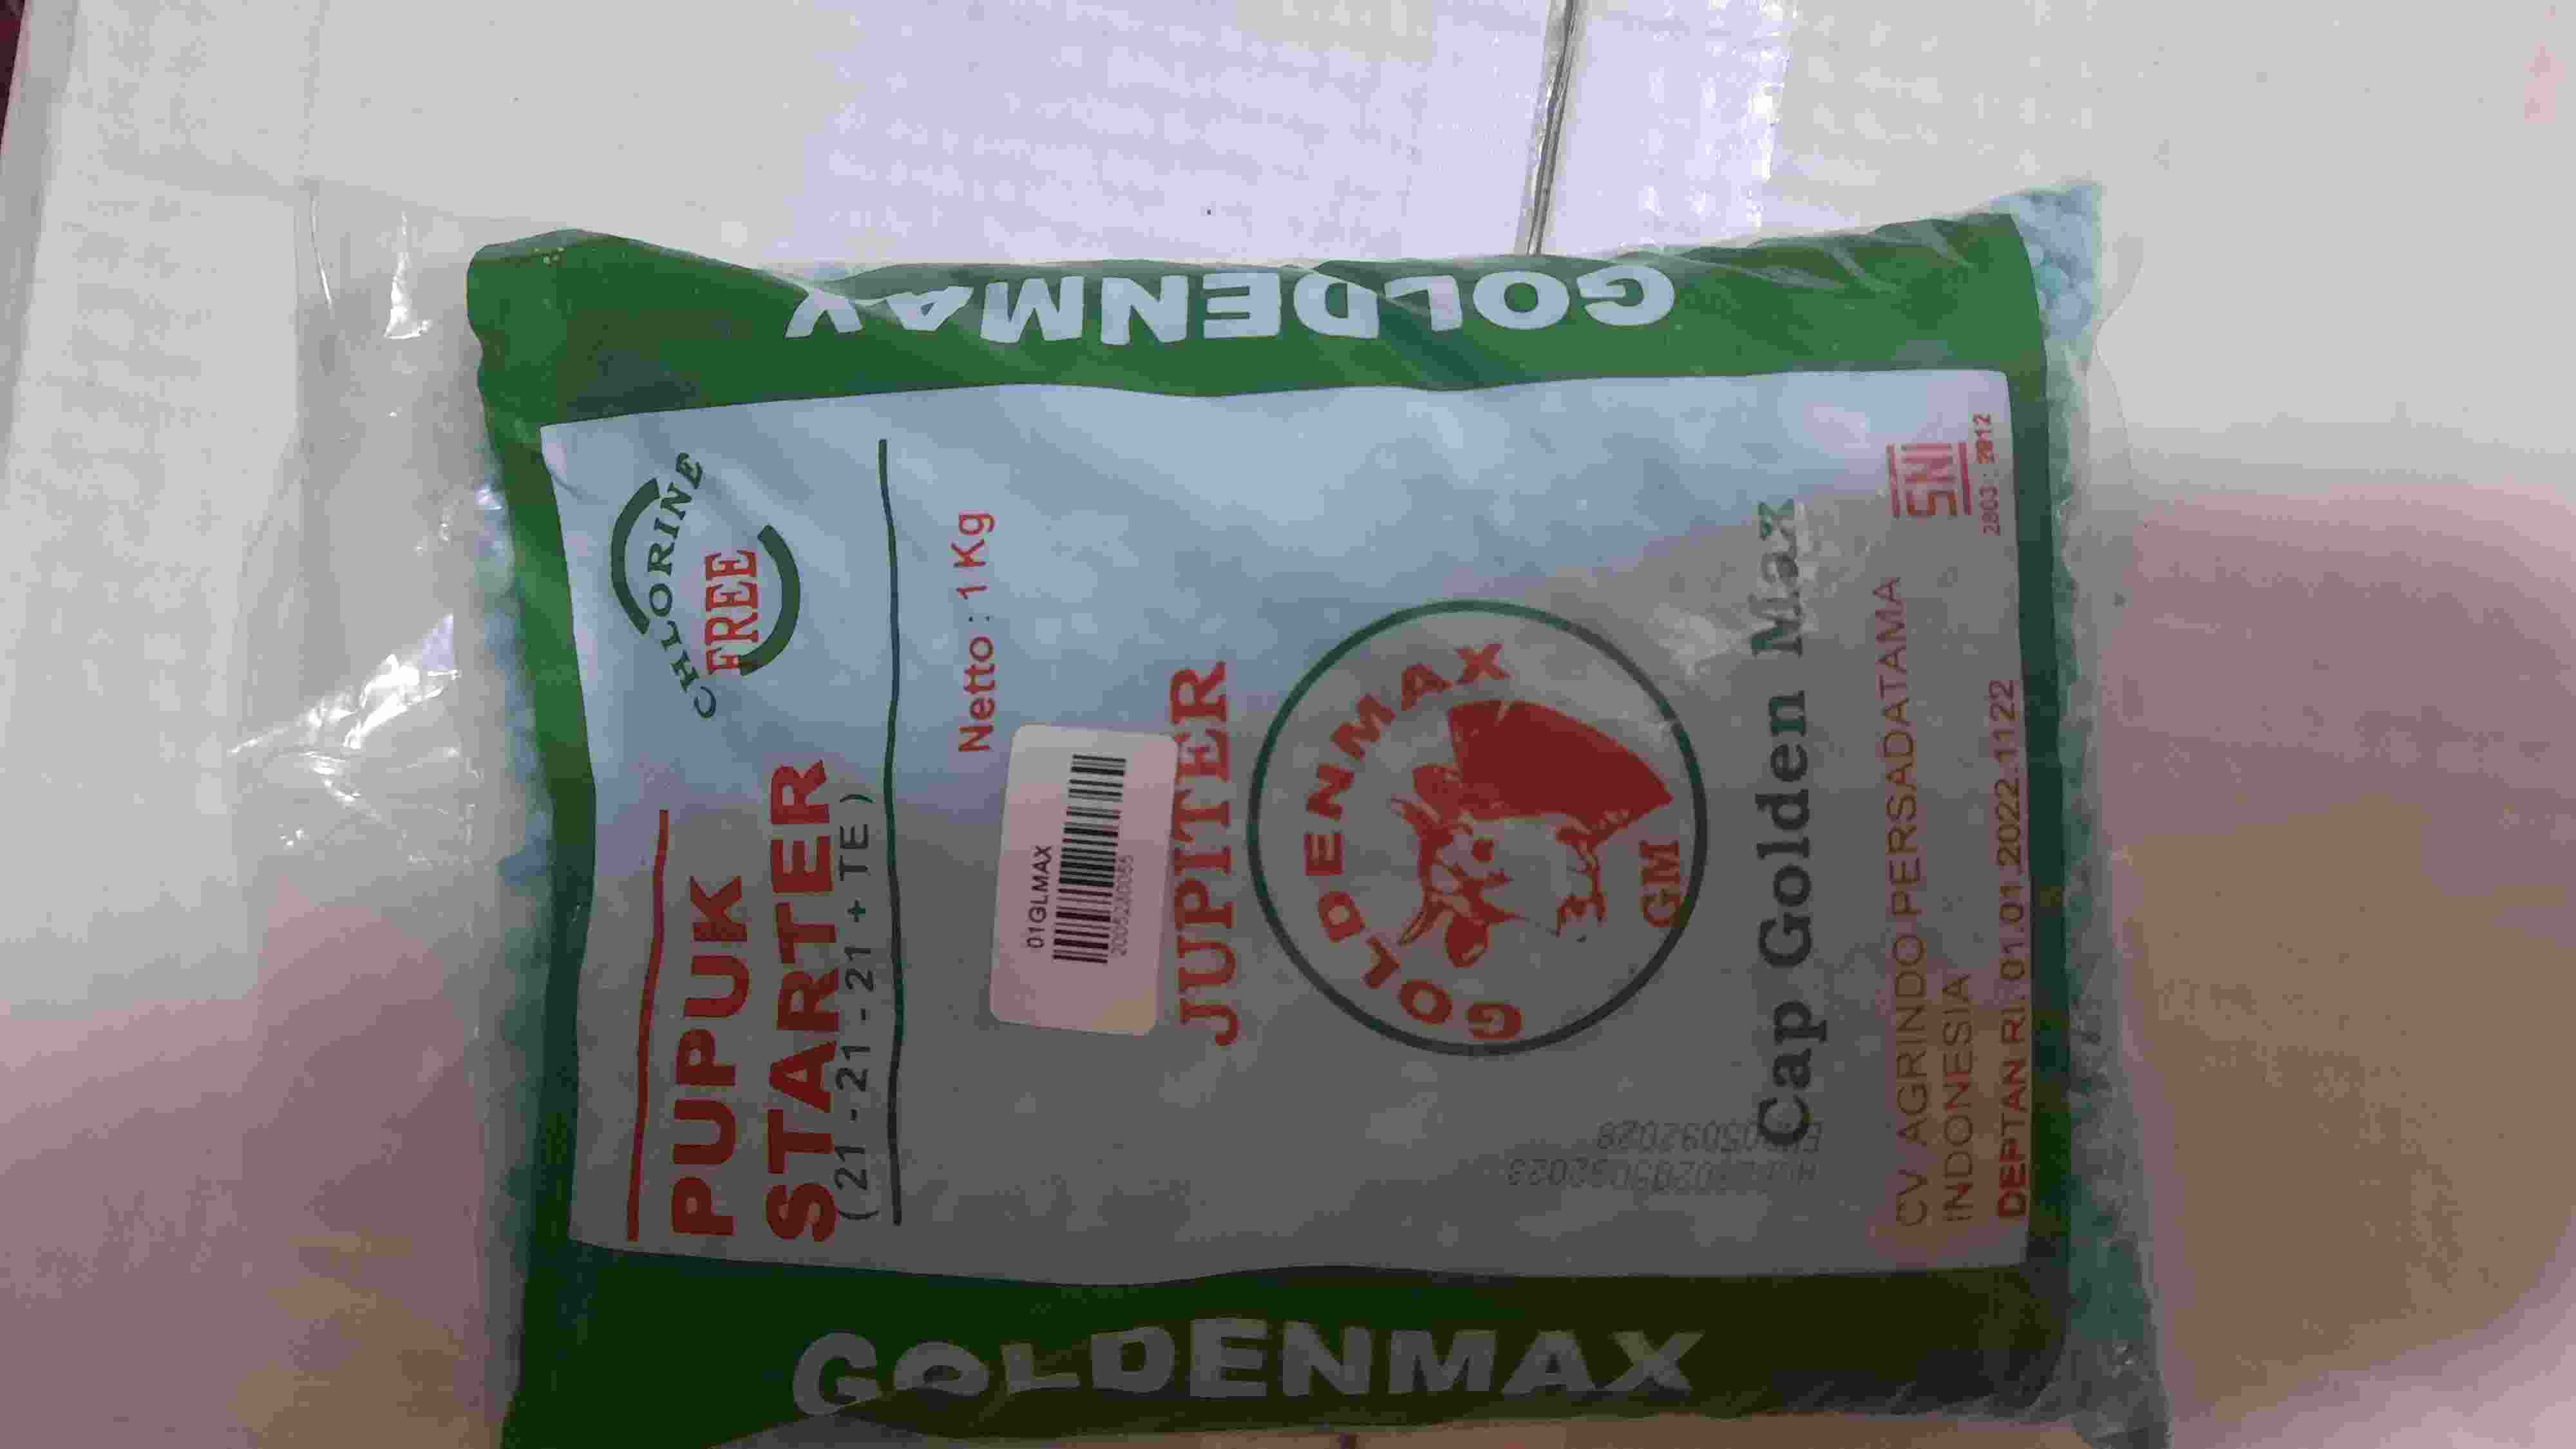 PUPUK
STARTER
( 21 - 21 - 21 + TE )
CHLORINE
FREE
Netto : 1 Kg
01GLMAX
2005280055
JUPITER
GOLDENMAX
GM
Cap Golden Max
CV AGRINDO PERSADATAMA
INDONESIA
DEPTAN RI. 01.01.2022.1122
SNI
2803 : 2012
GOLDENMAX
GOLDENMAX